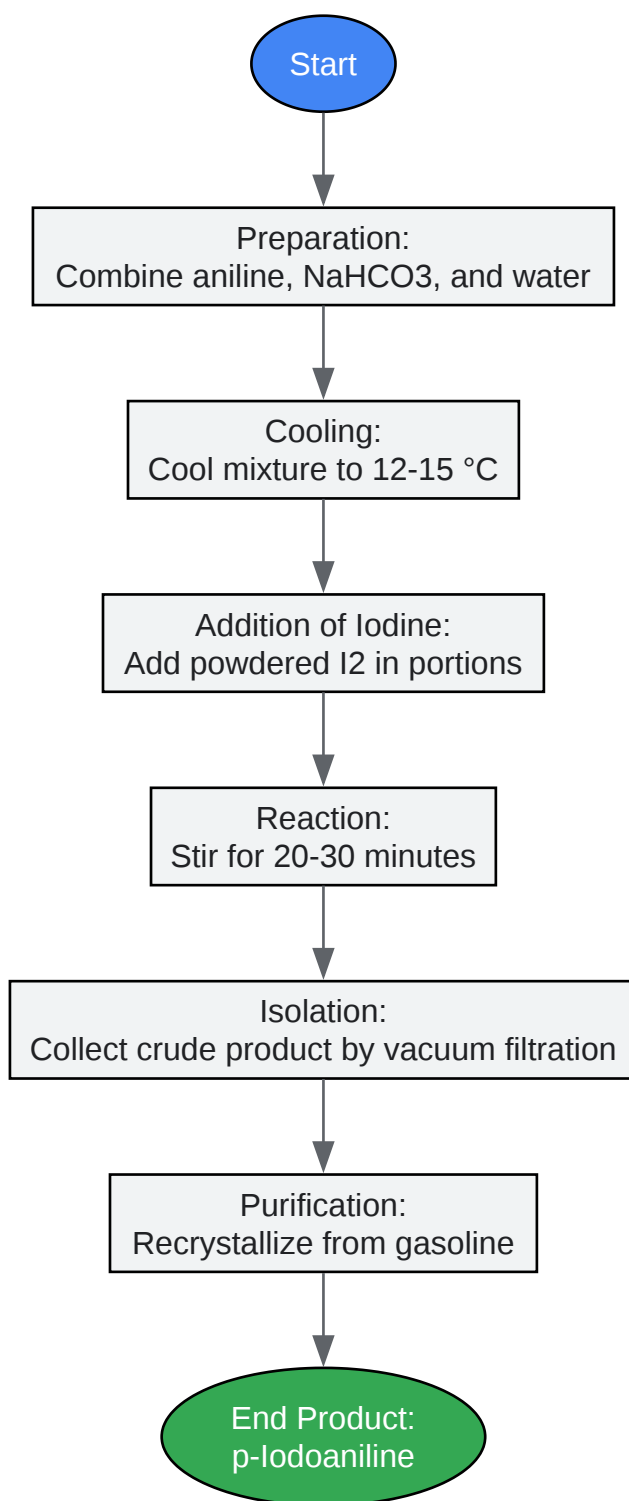 Start
Preparation:
Combine aniline, NaHCO3, and water
Cooling:
Cool mixture to 12-15 °C
Addition of Iodine:
Add powdered I2 in portions
Reaction:
Stir for 20-30 minutes
Isolation:
Collect crude product by vacuum filtration
Purification:
Recrystallize from gasoline
End Product:
p-Iodoaniline